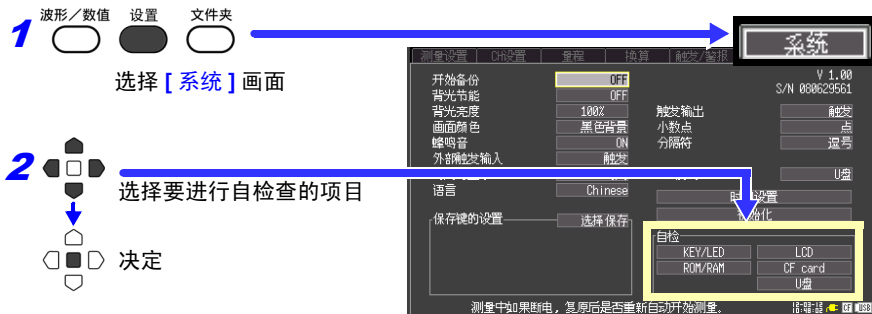 1
波形／数值 设置 文件夹
选择 [ 系统 ] 画面
2
选择要进行自检查的项目
决定
测量设置 CH设置 量程 换算 触发/警报 系统
V 1.00
S/N 080629561
开始备份 OFF
背光节能 OFF
背光亮度 100% 触发输出 触发
画面颜色 黑色背景 小数点 点
蜂鸣音 ON 分隔符 逗号
外部触发输入 触发
U盘
语言 Chinese
设置
保存键的设置 选择保存
自检
KEY/LED LCD
ROM/RAM CF card
U盘
测量中如果断电，复原后是否重新自动开始测量。
CF USB